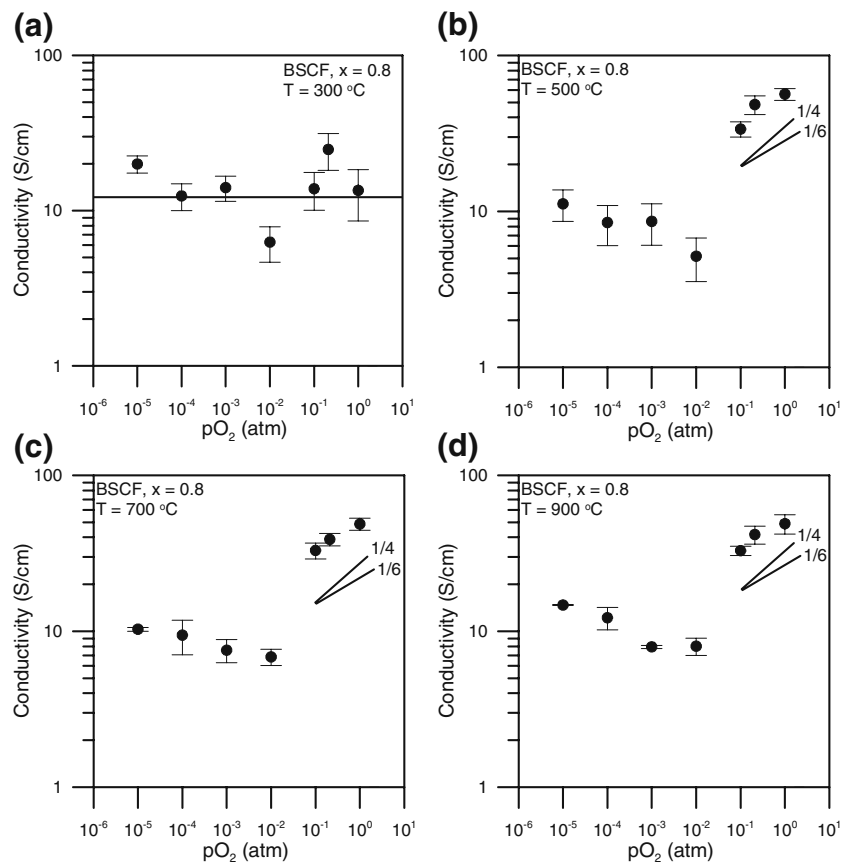 (a)
100
BSCF, x = 0.8
T = 300 °C
Conductivity (S/cm)
10
1
10⁻⁶ 10⁻⁵ 10⁻⁴ 10⁻³ 10⁻² 10⁻¹ 10⁰ 10¹
pO₂ (atm)
(b)
100
BSCF, x = 0.8
T = 500 °C
1/4
1/6
Conductivity (S/cm)
10
1
10⁻⁶ 10⁻⁵ 10⁻⁴ 10⁻³ 10⁻² 10⁻¹ 10⁰ 10¹
pO₂ (atm)
(c)
100
BSCF, x = 0.8
T = 700 °C
1/4
1/6
Conductivity (S/cm)
10
1
10⁻⁶ 10⁻⁵ 10⁻⁴ 10⁻³ 10⁻² 10⁻¹ 10⁰ 10¹
pO₂ (atm)
(d)
100
BSCF, x = 0.8
T = 900 °C
1/4
1/6
Conductivity (S/cm)
10
1
10⁻⁶ 10⁻⁵ 10⁻⁴ 10⁻³ 10⁻² 10⁻¹ 10⁰ 10¹
pO₂ (atm)